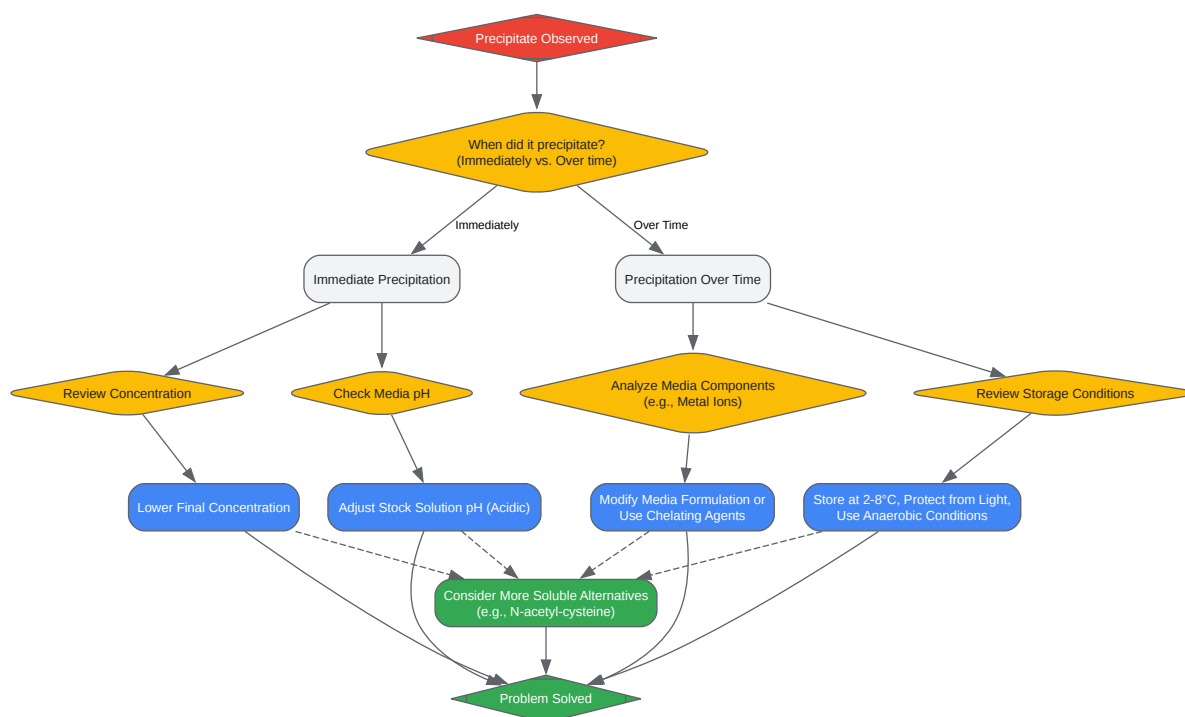 Precipitate Observed
When did it precipitate?
(Immediately vs. Over time)
Immediately
Over Time
Immediate Precipitation
Precipitation Over Time
Review Concentration
Check Media pH
Analyze Media Components
(e.g., Metal Ions)
Review Storage Conditions
Lower Final Concentration
Adjust Stock Solution pH (Acidic)
Modify Media Formulation or
Use Chelating Agents
Store at 2-8°C, Protect from Light,
Use Anaerobic Conditions
Consider More Soluble Alternatives
(e.g., N-acetyl-cysteine)
Problem Solved